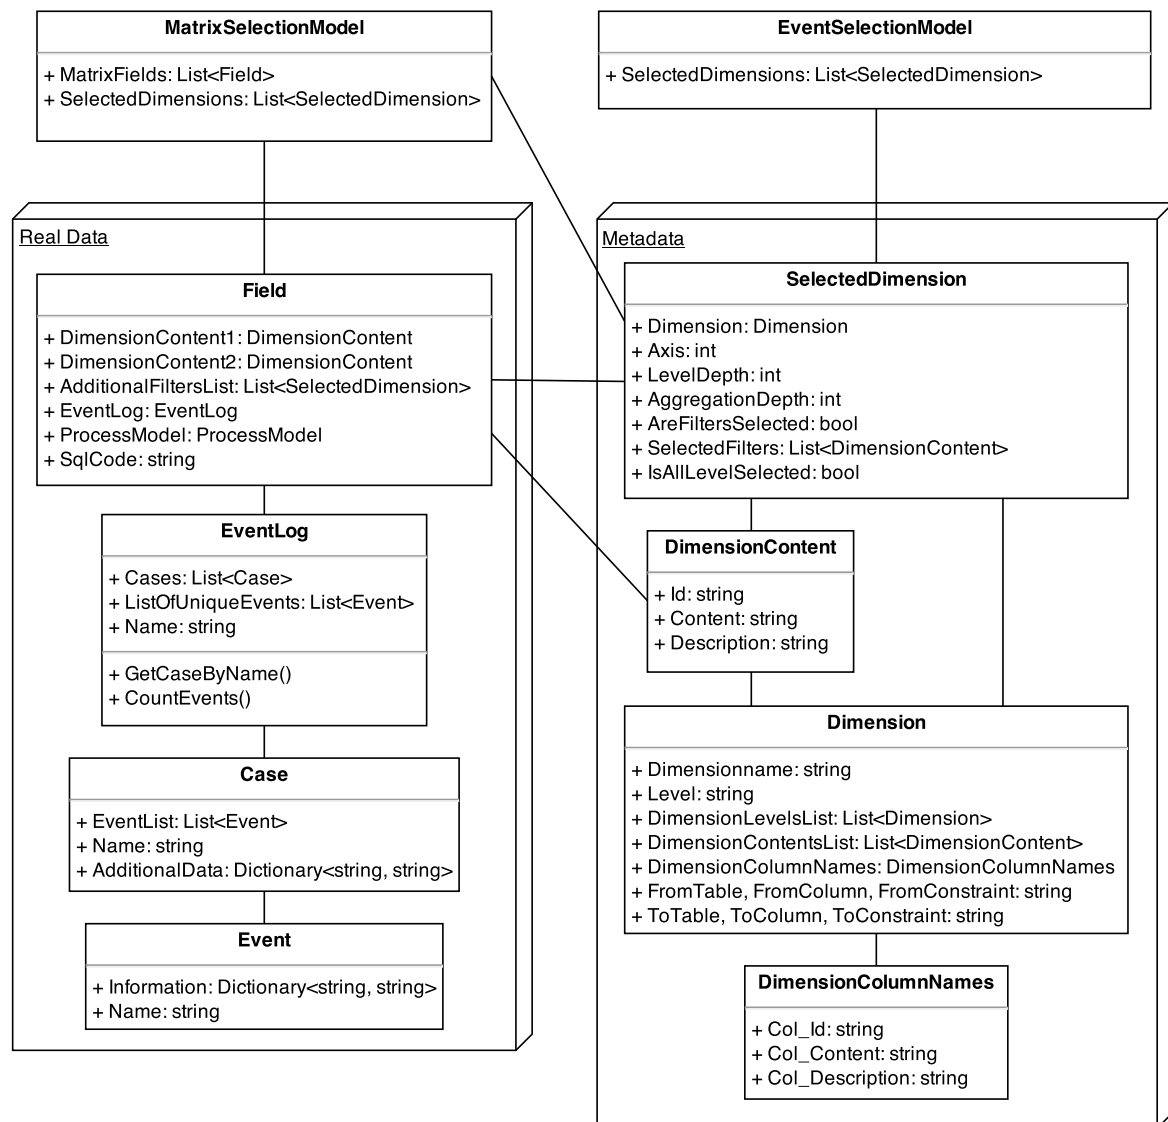 MatrixSelectionModel
+ MatrixFields: List<Field>
+ SelectedDimensions: List<SelectedDimension>
EventSelectionModel
+ SelectedDimensions: List<SelectedDimension>
Real Data
Field
+ DimensionContent1: DimensionContent
+ DimensionContent2: DimensionContent
+ AdditionalFiltersList: List<SelectedDimension>
+ EventLog: EventLog
+ ProcessModel: ProcessModel
+ SqlCode: string
EventLog
+ Cases: List<Case>
+ ListOfUniqueEvents: List<Event>
+ Name: string
+ GetCaseByName()
+ CountEvents()
Case
+ EventList: List<Event>
+ Name: string
+ AdditionalData: Dictionary<string, string>
Event
+ Information: Dictionary<string, string>
+ Name: string
Metadata
SelectedDimension
+ Dimension: Dimension
+ Axis: int
+ LevelDepth: int
+ AggregationDepth: int
+ AreFiltersSelected: bool
+ SelectedFilters: List<DimensionContent>
+ IsAllLevelSelected: bool
DimensionContent
+ Id: string
+ Content: string
+ Description: string
Dimension
+ Dimensionname: string
+ Level: string
+ DimensionLevelsList: List<Dimension>
+ DimensionContentsList: List<DimensionContent>
+ DimensionColumnNames: DimensionColumnNames
+ FromTable, FromColumn, FromConstraint: string
+ ToTable, ToColumn, ToConstraint: string
DimensionColumnNames
+ Col_Id: string
+ Col_Content: string
+ Col_Description: string